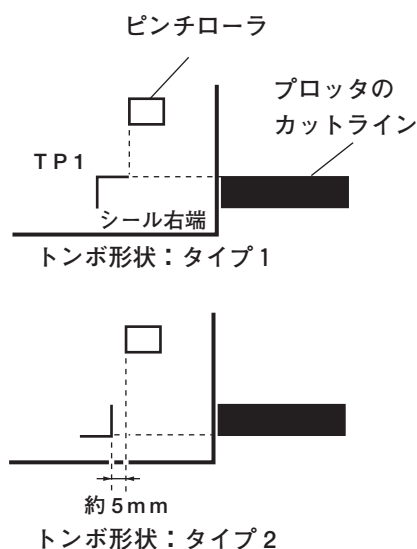 ピンチローラ
プロッタの
カットライン
TP1
シール右端
トンボ形状：タイプ1
約5mm
トンボ形状：タイプ2